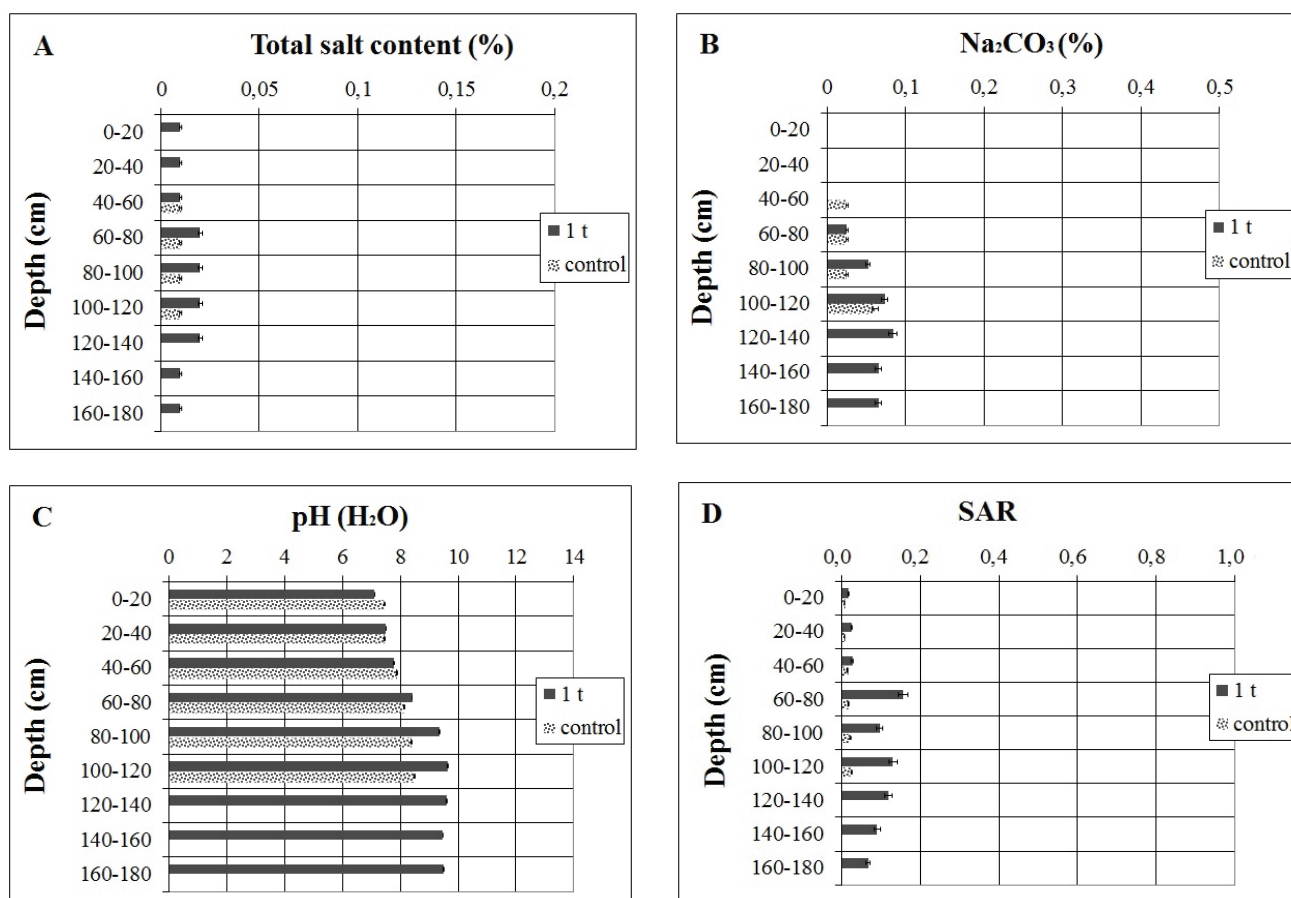 A
Total salt content (%)
0 0,05 0,1 0,15 0,2
Depth (cm)
0-20
20-40
40-60
60-80
80-100
100-120
120-140
140-160
160-180
1 t
control
B
Na₂CO₃ (%)
0 0,1 0,2 0,3 0,4 0,5
Depth (cm)
0-20
20-40
40-60
60-80
80-100
100-120
120-140
140-160
160-180
1 t
control
C
pH (H₂O)
0 2 4 6 8 10 12 14
Depth (cm)
0-20
20-40
40-60
60-80
80-100
100-120
120-140
140-160
160-180
1 t
control
D
SAR
0,0 0,2 0,4 0,6 0,8 1,0
Depth (cm)
0-20
20-40
40-60
60-80
80-100
100-120
120-140
140-160
160-180
1 t
control